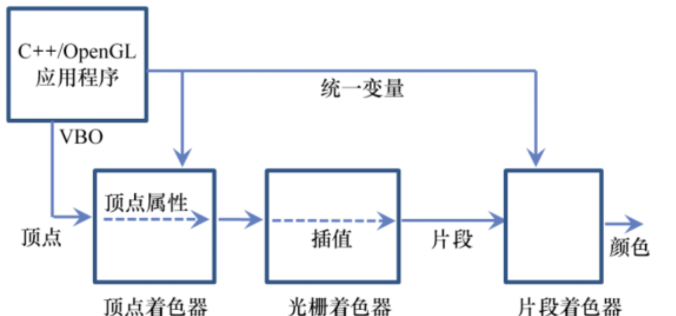 C++/OpenGL
应用程序
统一变量
VBO
顶点属性
顶点
插值
片段
颜色
顶点着色器
光栅着色器
片段着色器